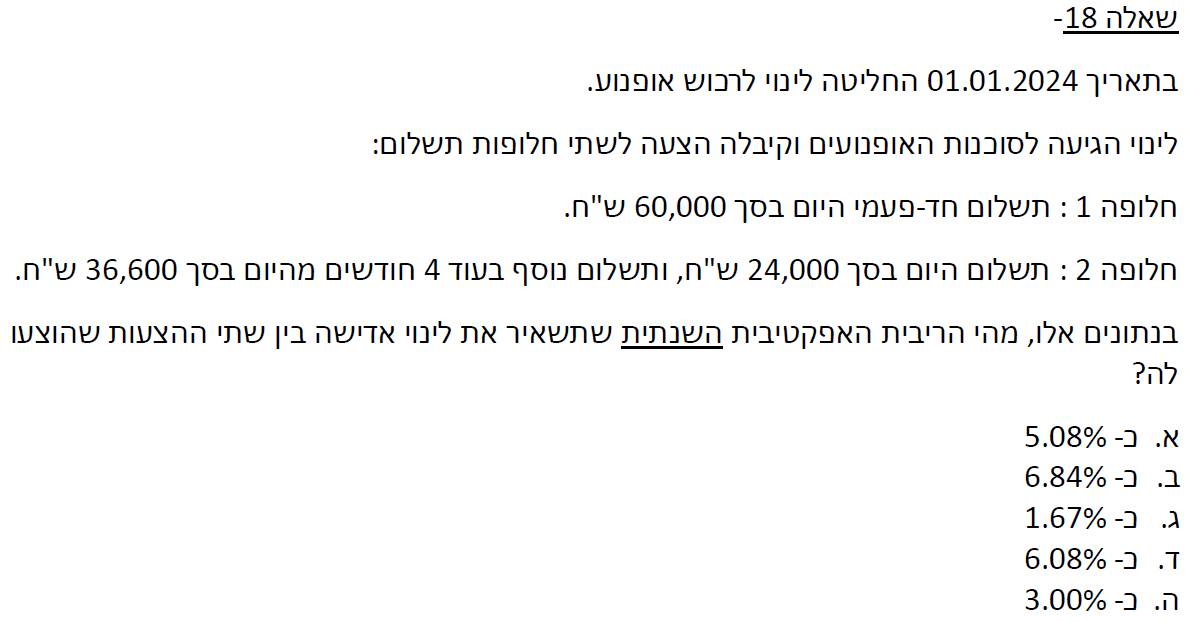 שאלה 18-
בתאריך 01.01.2024 החליטה לינוי לרכוש אופנוע.
לינוי הגיעה לסוכנות האופנועים וקיבלה הצעה לשתי חלופות תשלום:
חלופה 1 : תשלום חד-פעמי היום בסך 60,000 ש"ח.
חלופה 2 : תשלום היום בסך 24,000 ש"ח, ותשלום נוסף בעוד 4 חודשים מהיום בסך 36,600 ש"ח.
בנתונים אלו, מהי הריבית האפקטיבית השנתית שתשאיר את לינוי אדישה בין שתי ההצעות שהוצעו
לה?
א. כ- 5.08%
ב. כ- 6.84%
ג. כ- 1.67%
ד. כ- 6.08%
ה. כ- 3.00%